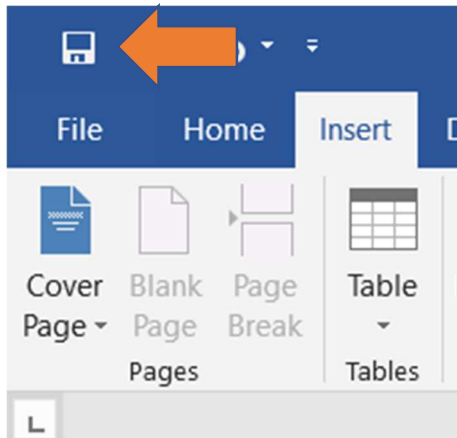 File Home Insert
Cover Blank Page Table
Page Page Break
Pages Tables
L